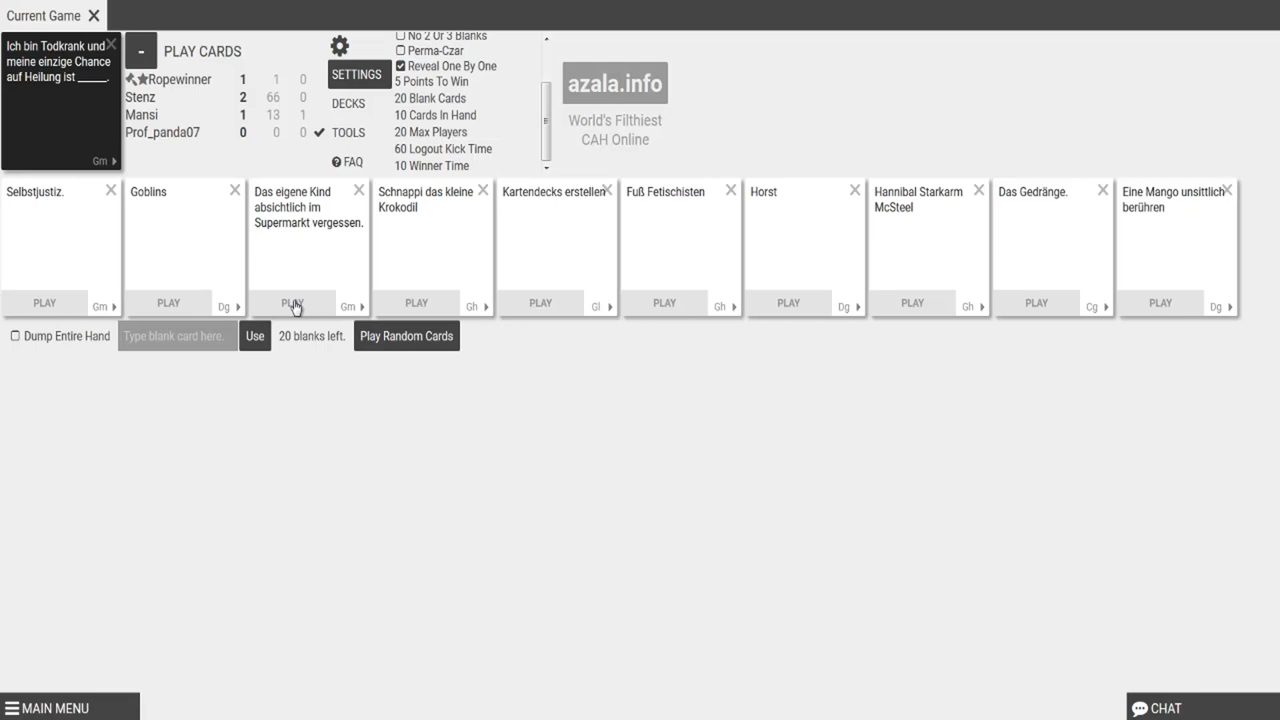 Current Game
Ich bin Todkrank und
meine einzige Chance
auf Heilung ist _____.
Gm
- PLAY CARDS
Ropewinner 1 1 0
Stenz 2 66 0
Mansi 1 13 1
Prof_panda07 0 0 0
SETTINGS
DECKS
TOOLS
FAQ
No 2 Or 3 Blanks
Perma-Czar
Reveal One By One
5 Points To Win
20 Blank Cards
10 Cards In Hand
20 Max Players
60 Logout Kick Time
10 Winner Time
azala.info
World's Filthiest
CAH Online
Selbstjustiz.
PLAY Gm
Goblins
PLAY Dg
Das eigene Kind
absichtlich im
Supermarkt vergessen.
PLAY Gm
Schnappi das kleine
Krokodil
PLAY Gh
Kartendecks erstellen
PLAY Gl
Fuß Fetischisten
PLAY Gh
Horst
PLAY Dg
Hannibal Starkarm
McSteel
PLAY Gh
Das Gedränge.
PLAY Cg
Eine Mango unsittlich
berühren
PLAY Dg
Dump Entire Hand Type blank card here. Use 20 blanks left. Play Random Cards
MAIN MENU
CHAT